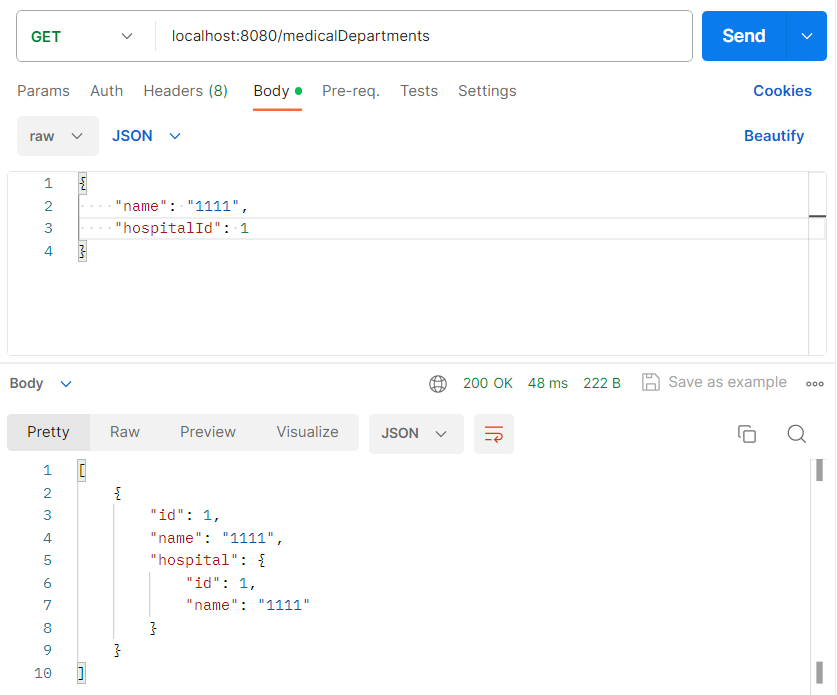 GET localhost:8080/medicalDepartments Send
Params Auth Headers (8) Body Pre-req. Tests Settings Cookies
raw JSON Beautify
1 {
2 "name": "1111",
3 "hospitalId": 1
4 }
Body 200 OK 48 ms 222 B Save as example
Pretty Raw Preview Visualize JSON
1 [
2 {
3 "id": 1,
4 "name": "1111",
5 "hospital": {
6 "id": 1,
7 "name": "1111"
8 }
9 }
10 ]